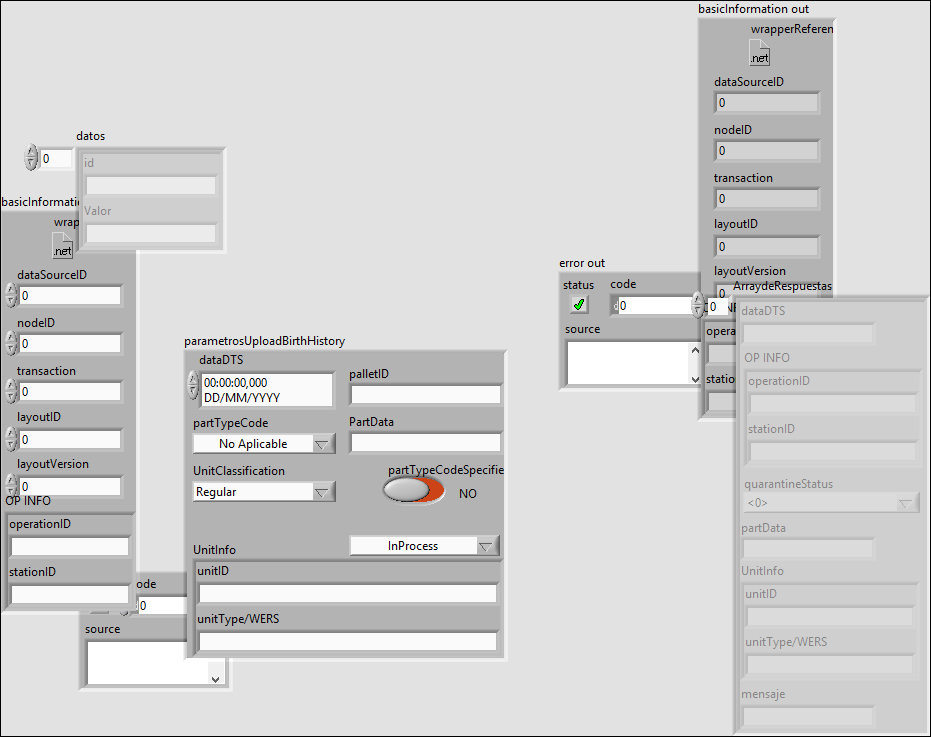 datos
0
id
Valor
basicInformati
wrap
.net
dataSourceID
0
nodeID
0
transaction
0
layoutID
0
layoutVersion
0
OP INFO
operationID
stationID
ode
0
source
parametrosUploadBirthHistory
dataDTS
00:00:00,000
DD/MM/YYYY
palletID
partTypeCode
No Aplicable
PartData
UnitClassification
Regular
partTypeCodeSpecifie
NO
InProcess
UnitInfo
unitID
unitType/WERS
error out
status
code
0
source
basicInformation out
wrapperReferen
.net
dataSourceID
0
nodeID
0
transaction
0
layoutID
0
layoutVersion
0
opera
statio
ArraydeRespuestas
0
dataDTS
OP INFO
operationID
stationID
quarantineStatus
<0>
partData
UnitInfo
unitID
unitType/WERS
mensaje